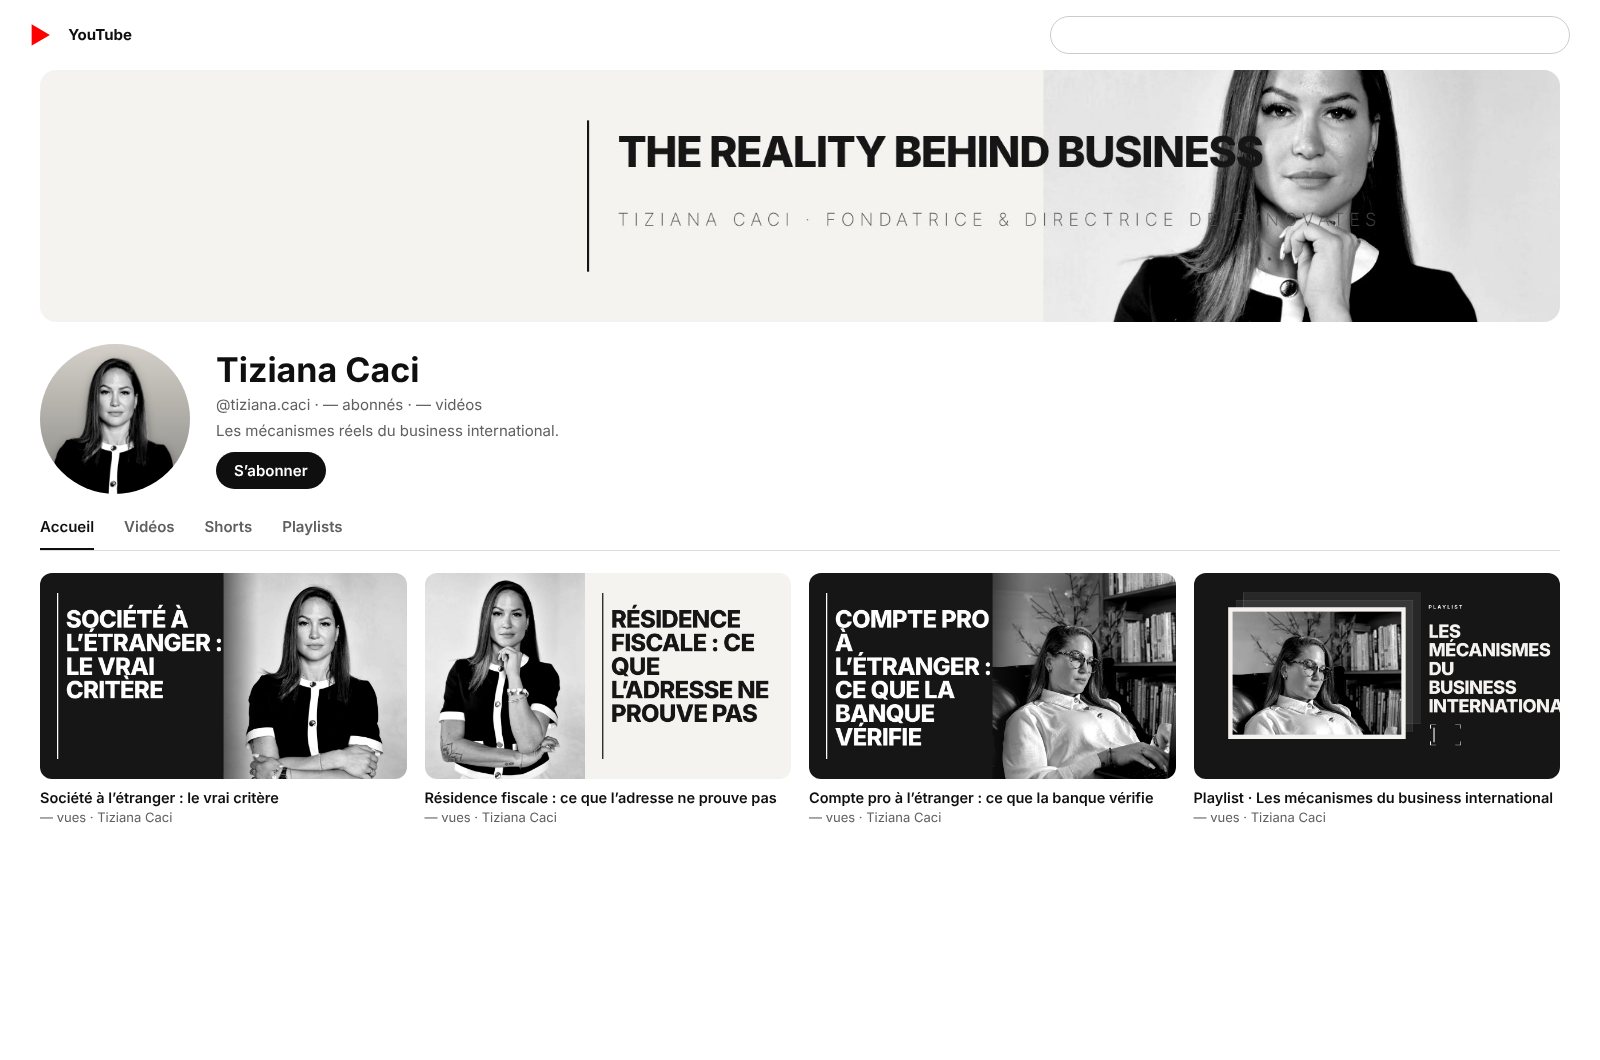 YouTube
THE REALITY BEHIND BUSINESS
TIZIANA CACI · FONDATRICE & DIRECTRICE DE FYNOVATES
Tiziana Caci
@tiziana.caci · — abonnés · — vidéos
Les mécanismes réels du business international.
S’abonner
Accueil Vidéos Shorts Playlists
SOCIÉTÉ À
L’ÉTRANGER :
LE VRAI
CRITÈRE
RÉSIDENCE
FISCALE : CE
QUE
L’ADRESSE NE
PROUVE PAS
COMPTE PRO
À
L’ÉTRANGER :
CE QUE LA
BANQUE
VÉRIFIE
PLAYLIST
LES
MÉCANISMES
DU
BUSINESS
INTERNATIONA
Société à l’étranger : le vrai critère
— vues · Tiziana Caci
Résidence fiscale : ce que l’adresse ne prouve pas
— vues · Tiziana Caci
Compte pro à l’étranger : ce que la banque vérifie
— vues · Tiziana Caci
Playlist · Les mécanismes du business international
— vues · Tiziana Caci